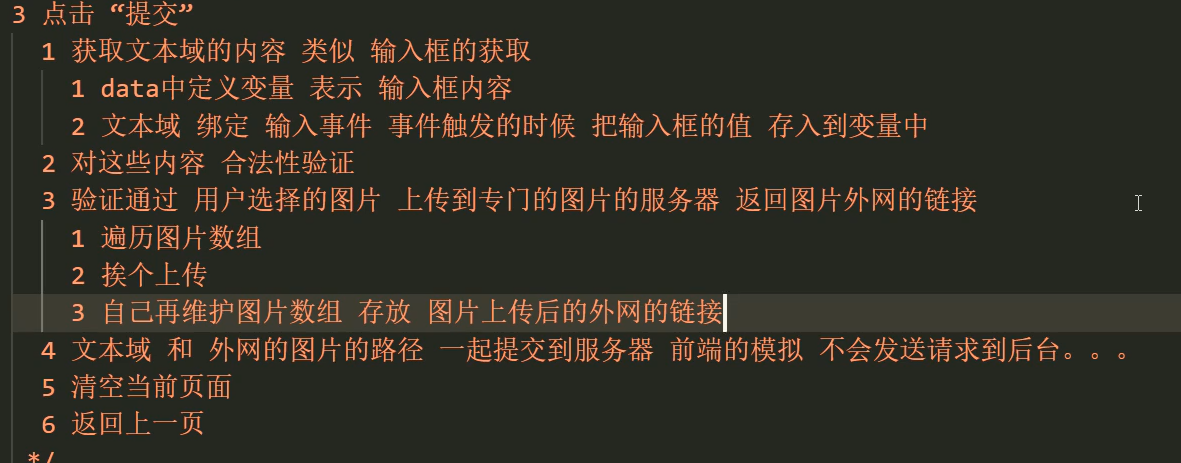 3 点击 “提交”
1 获取文本域的内容 类似 输入框的获取
1 data中定义变量 表示 输入框内容
2 文本域 绑定 输入事件 事件触发的时候 把输入框的值 存入到变量中
2 对这些内容 合法性验证
3 验证通过 用户选择的图片 上传到专门的图片的服务器 返回图片外网的链接
1 遍历图片数组
2 挨个上传
3 自己再维护图片数组 存放 图片上传后的外网的链接
4 文本域 和 外网的图片的路径 一起提交到服务器 前端的模拟 不会发送请求到后台。。。
5 清空当前页面
6 返回上一页
*/